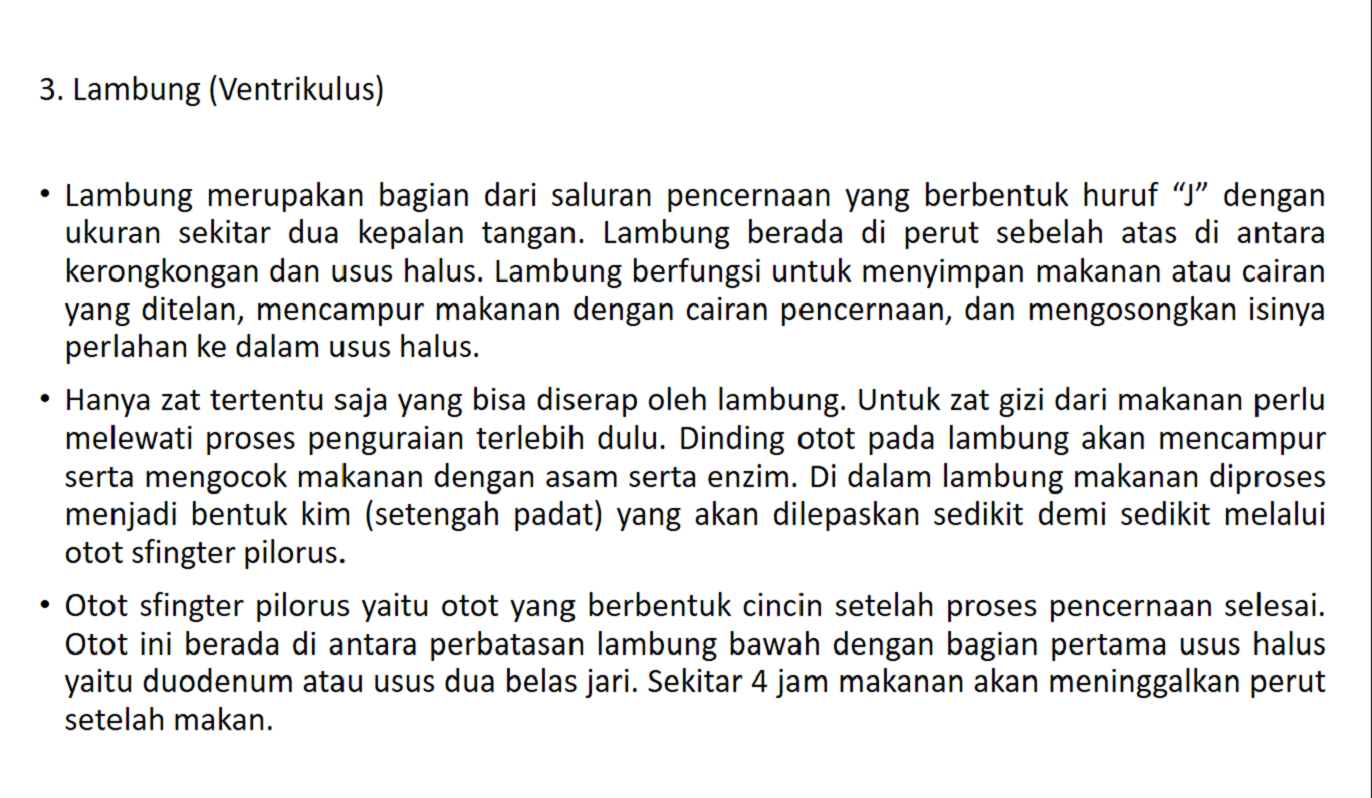 3. Lambung (Ventrikulus)
• Lambung merupakan bagian dari saluran pencernaan yang berbentuk huruf “J” dengan
ukuran sekitar dua kepalan tangan. Lambung berada di perut sebelah atas di antara
kerongkongan dan usus halus. Lambung berfungsi untuk menyimpan makanan atau cairan
yang ditelan, mencampur makanan dengan cairan pencernaan, dan mengosongkan isinya
perlahan ke dalam usus halus.
• Hanya zat tertentu saja yang bisa diserap oleh lambung. Untuk zat gizi dari makanan perlu
melewati proses penguraian terlebih dulu. Dinding otot pada lambung akan mencampur
serta mengocok makanan dengan asam serta enzim. Di dalam lambung makanan diproses
menjadi bentuk kim (setengah padat) yang akan dilepaskan sedikit demi sedikit melalui
otot sfingter pilorus.
• Otot sfingter pilorus yaitu otot yang berbentuk cincin setelah proses pencernaan selesai.
Otot ini berada di antara perbatasan lambung bawah dengan bagian pertama usus halus
yaitu duodenum atau usus dua belas jari. Sekitar 4 jam makanan akan meninggalkan perut
setelah makan.